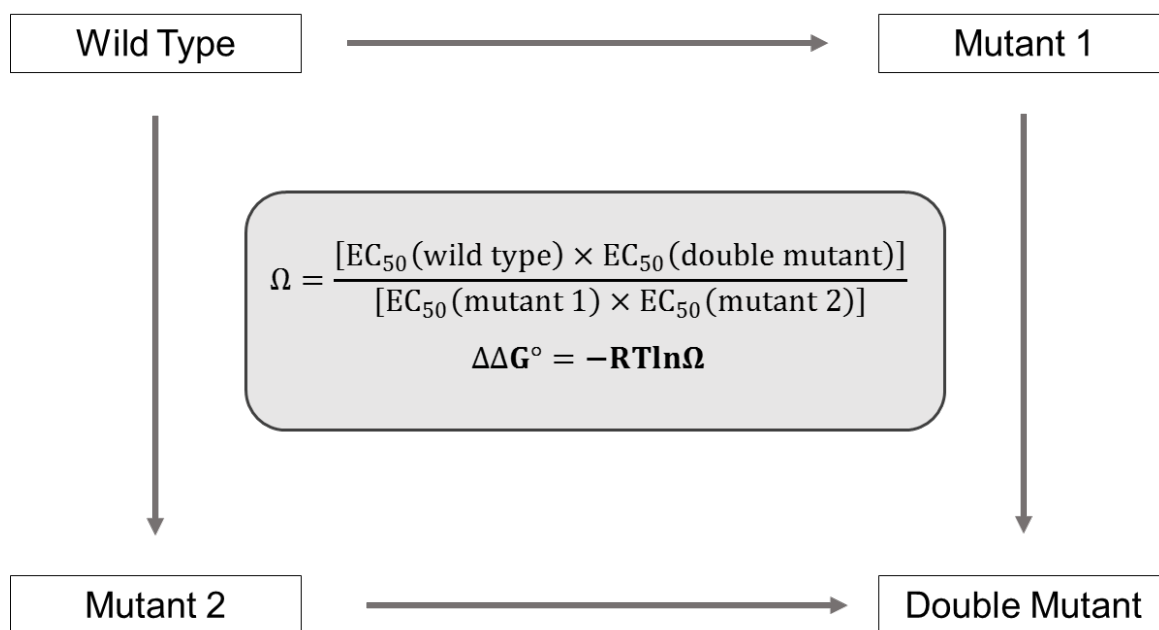 Wild Type
Mutant 1
Ω = [EC₅₀(wild type) × EC₅₀(double mutant)] / [EC₅₀(mutant 1) × EC₅₀(mutant 2)]
ΔΔG° = −RTlnΩ
Mutant 2
Double Mutant